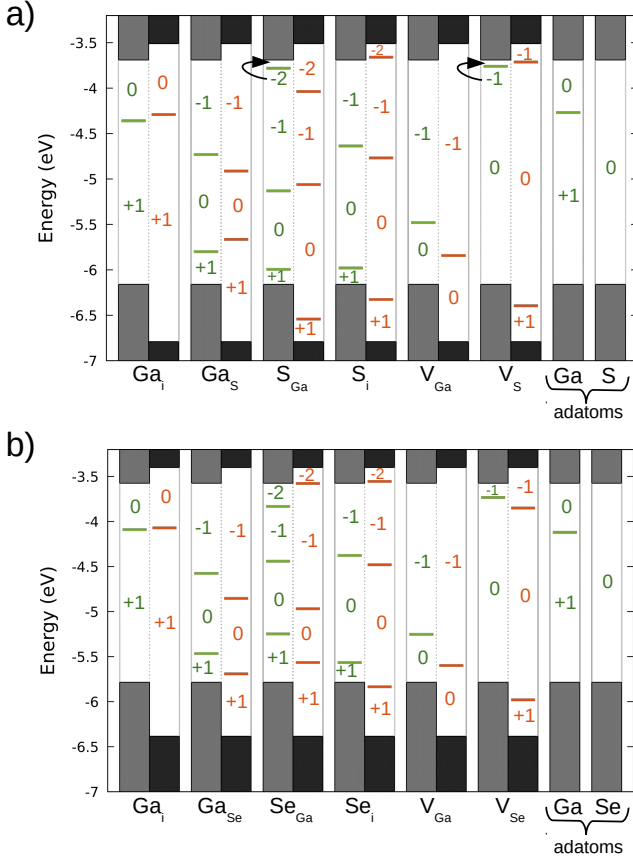 a)
Energy (eV)
-3.5
-4
-4.5
-5
-5.5
-6
-6.5
-7
0 0 -1 -1 -2 -2 -1 -1 -2 -1 -1 -1 -1 -1 -1 0 0
+1 +1 0 0 0 0 0 0 0 0 0 0 +1
+1 +1 +1 +1 +1 +1 +1
Ga_i Ga_S S_Ga S_i V_Ga V_S Ga S
adatoms
b)
Energy (eV)
-3.5
-4
-4.5
-5
-5.5
-6
-6.5
-7
0 0 -1 -1 -2 -2 -1 -1 -2 -1 -1 -1 -1 -1 -1 0 0
+1 +1 0 0 0 0 0 0 0 0 0 0 +1
+1 +1 +1 +1 +1 +1 +1
Ga_i Ga_Se Se_Ga Se_i V_Ga V_Se Ga Se
adatoms